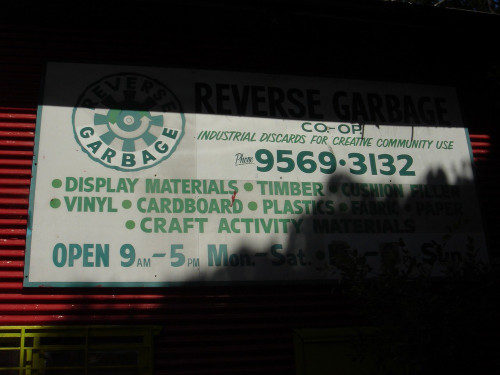 REVERSE GARBAGE
REVERSE GARBAGE
CO-OP
INDUSTRIAL DISCARDS FOR CREATIVE COMMUNITY USE
Phone 9569·3132
• DISPLAY MATERIALS • TIMBER • CUSHION FILLER
• VINYL • CARDBOARD • PLASTICS • FABRIC • PAPER
• CRAFT ACTIVITY MATERIALS
OPEN 9AM-5PM Mon.-Sat. • Sun